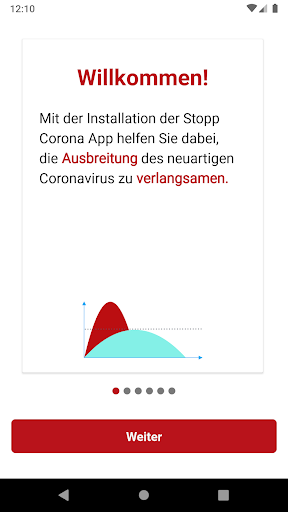 12:10
Willkommen!
Mit der Installation der Stopp
Corona App helfen Sie dabei,
die Ausbreitung des neuartigen
Coronavirus zu verlangsamen.
Weiter